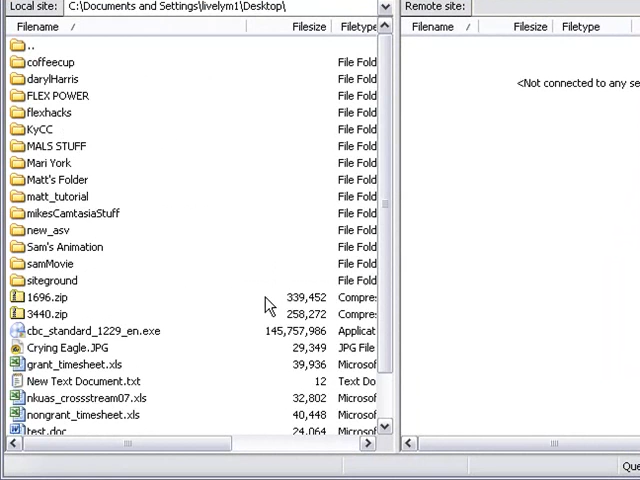 Local site: C:\Documents and Settings\livelym1\Desktop\ Remote site:
Filename / Filesize Filetype Filename / Filesize Filetype
..
coffeecup File Fold
darylHarris File Fold <Not connected to any se
FLEX POWER File Fold
flexhacks File Fold
KyCC File Fold
MALS STUFF File Fold
Mari York File Fold
Matt's Folder File Fold
matt_tutorial File Fold
mikesCamtasiaStuff File Fold
new_asv File Fold
Sam's Animation File Fold
samMovie File Fold
siteground File Fold
1696.zip 339,452 Compre:
3440.zip 258,272 Compre:
cbc_standard_1229_en.exe 145,757,986 Applicat
Crying Eagle.JPG 29,349 JPG File
grant_timesheet.xls 39,936 Microsof
New Text Document.txt 12 Text Do
nkuas_crossstream07.xls 32,802 Microsof
nongrant_timesheet.xls 40,448 Microsof
test.doc 24,064 Microsof
Que